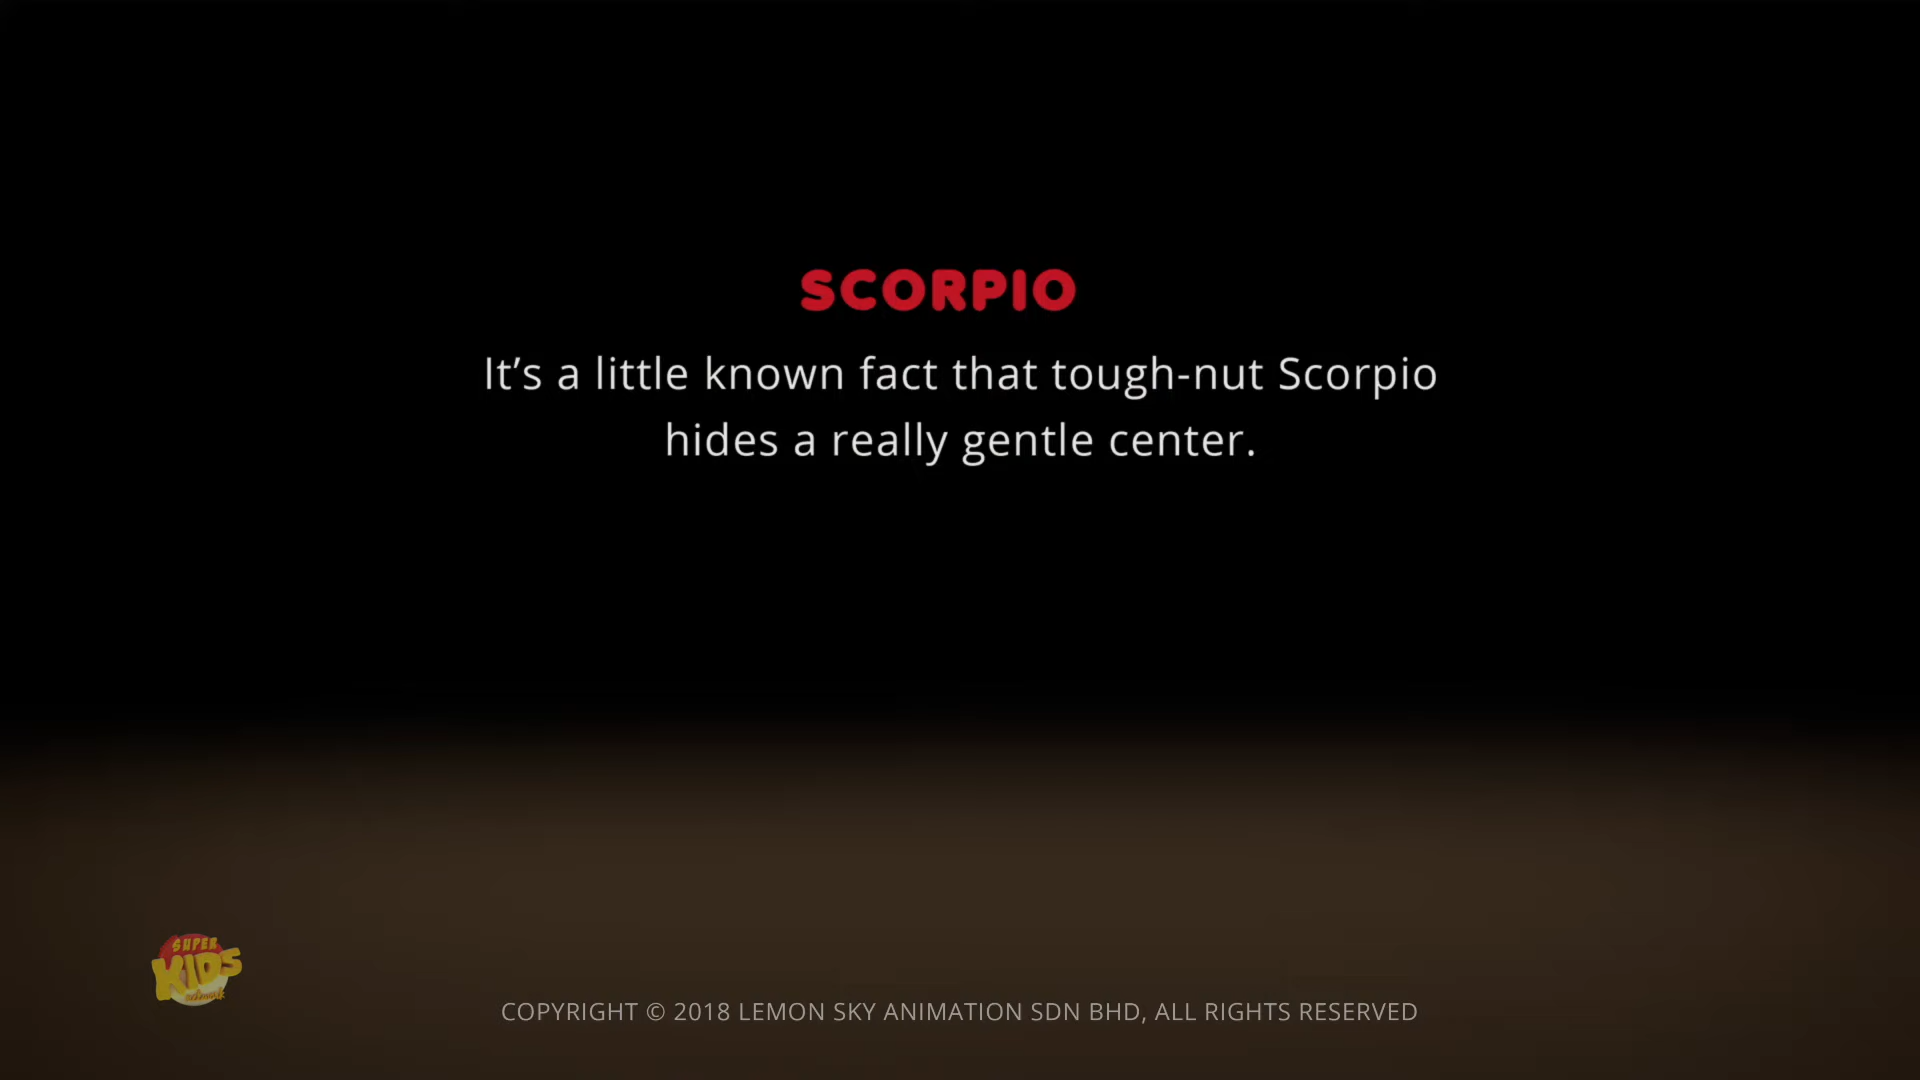 SCORPIO
It’s a little known fact that tough-nut Scorpio
hides a really gentle center.
SUPER
KIDS
network
COPYRIGHT © 2018 LEMON SKY ANIMATION SDN BHD, ALL RIGHTS RESERVED